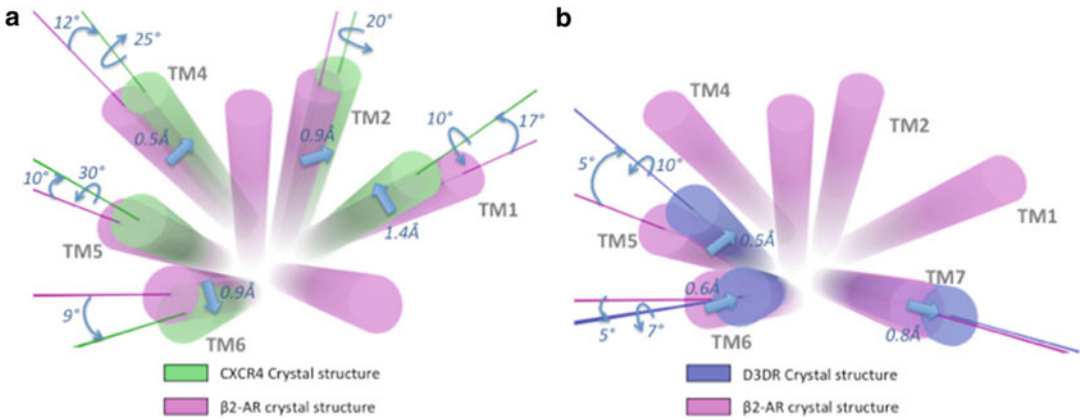 a
12°
25°
20°
TM4
TM2
0.5Å
0.9Å
10°
17°
10°
30°
TM1
1.4Å
TM5
0.9Å
9°
TM6
CXCR4 Crystal structure
β2-AR crystal structure
b
TM4
TM2
5°
10°
TM1
TM5
0.5Å
TM7
0.6Å
5°
7°
0.8Å
TM6
D3DR Crystal structure
β2-AR crystal structure